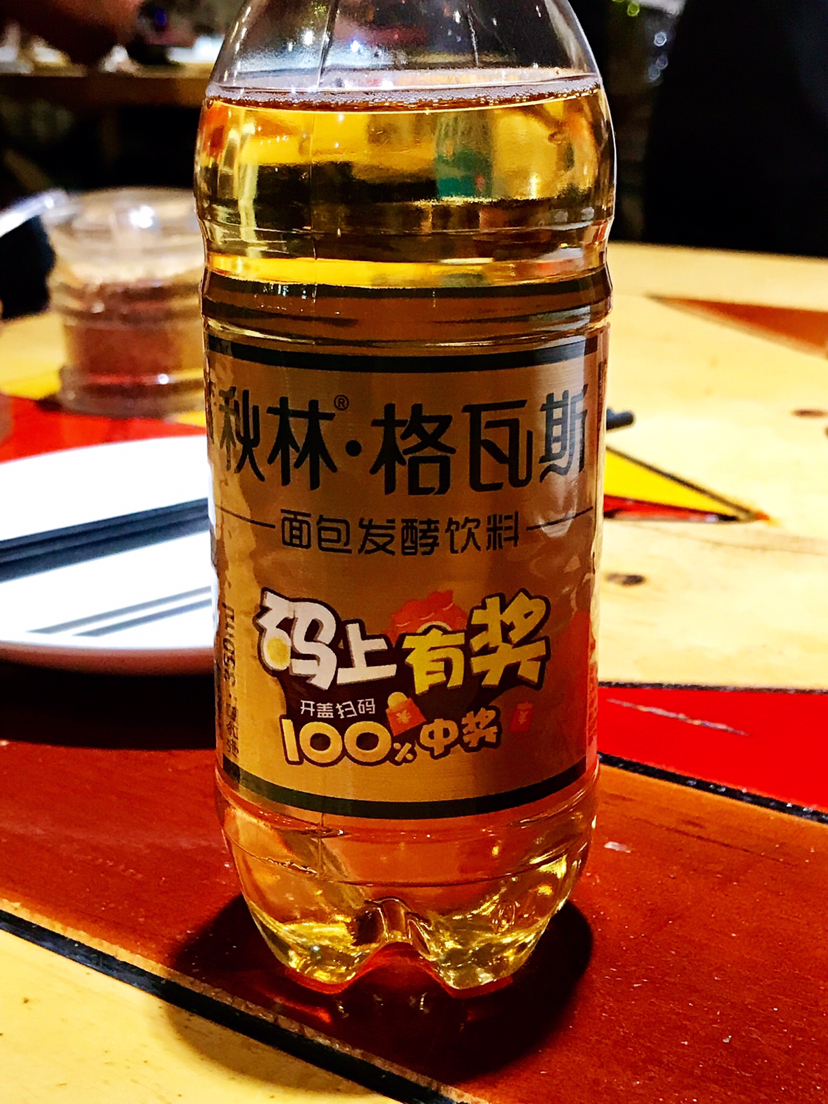 秋林®·格瓦斯
面包发酵饮料
码上有奖
开盖扫码
100%中奖
350ml